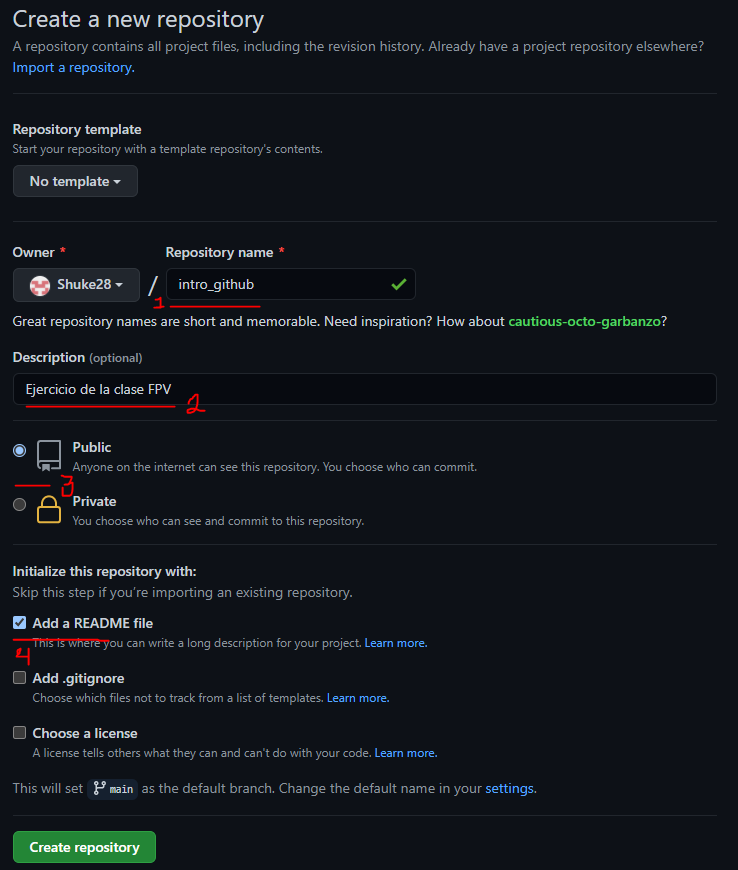 Create a new repository
A repository contains all project files, including the revision history. Already have a project repository elsewhere?
Import a repository.
Repository template
Start your repository with a template repository's contents.
No template
Owner * Repository name *
Shuke28 / intro_github
1
Great repository names are short and memorable. Need inspiration? How about cautious-octo-garbanzo?
Description (optional)
Ejercicio de la clase FPV
2
Public
Anyone on the internet can see this repository. You choose who can commit.
3
Private
You choose who can see and commit to this repository.
Initialize this repository with:
Skip this step if you're importing an existing repository.
Add a README file
This is where you can write a long description for your project. Learn more.
4
Add .gitignore
Choose which files not to track from a list of templates. Learn more.
Choose a license
A license tells others what they can and can't do with your code. Learn more.
This will set main as the default branch. Change the default name in your settings.
Create repository